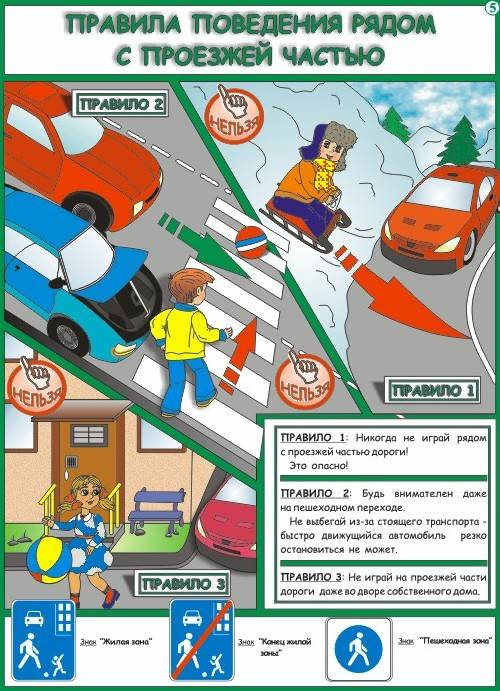 ПРАВИЛА ПОВЕДЕНИЯ РЯДОМ
С ПРОЕЗЖЕЙ ЧАСТЬЮ
5
ПРАВИЛО 2
НЕЛЬЗЯ
ПРАВИЛО 1
НЕЛЬЗЯ
НЕЛЬЗЯ
ПРАВИЛО 3
ПРАВИЛО 1: Никогда не играй рядом
с проезжей частью дороги!
Это опасно!
ПРАВИЛО 2: Будь внимателен даже
на пешеходном переходе.
Не выбегай из-за стоящего транспорта -
быстро движущийся автомобиль резко
остановиться не может.
ПРАВИЛО 3: Не играй на проезжей части
дороги даже во дворе собственного дома.
Знак "Жилая зона"
Знак "Конец жилой
зоны"
Знак "Пешеходная зона"